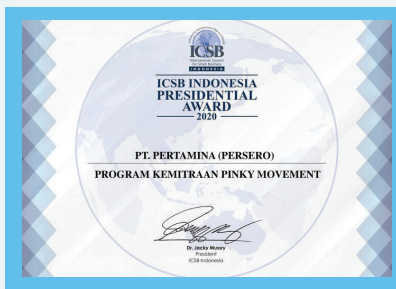 ICSB
International Council
for Small Business
INDONESIA
ICSB INDONESIA
PRESIDENTIAL
AWARD
2020
PT. PERTAMINA (PERSERO)
PROGRAM KEMITRAAN PINKY MOVEMENT
Dr. Jacky Mussry
President
ICSB Indonesia